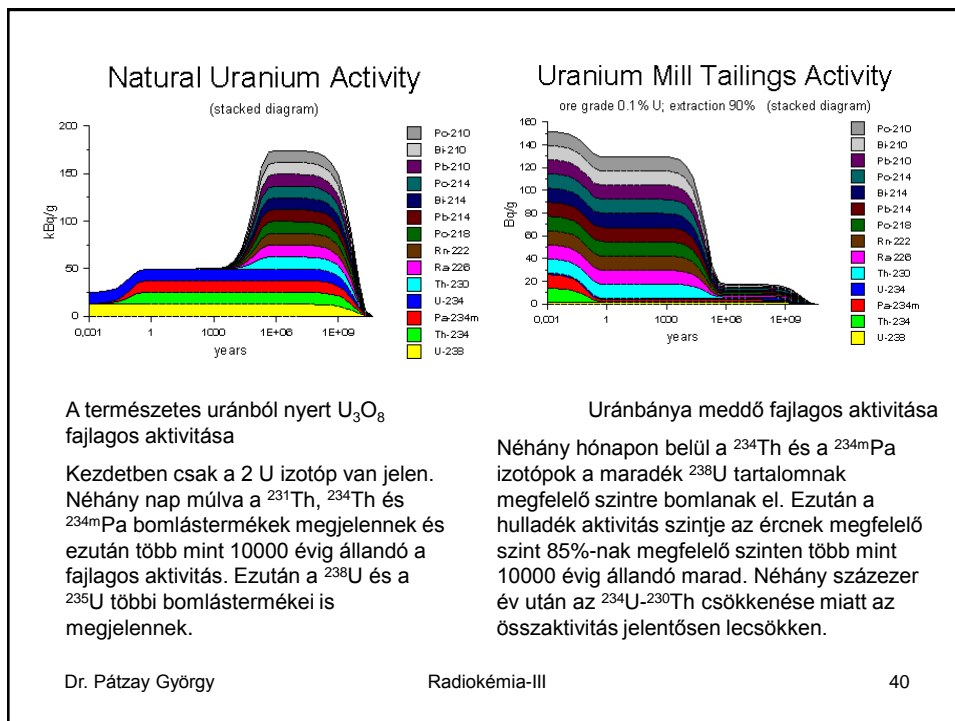 Natural Uranium Activity
(stacked diagram)
200
150
100
50
0
kBq/g
0,001
1
1000
1E+06
1E+09
years
Po-210
Bi-210
Pb-210
Po-214
Bi-214
Pb-214
Po-218
Rn-222
Ra-226
Th-230
U-234
Pa-234m
Th-234
U-238
Uranium Mill Tailings Activity
ore grade 0.1% U; extraction 90% (stacked diagram)
160
140
120
100
80
60
40
20
0
Bq/g
0,001
1
1000
1E+06
1E+09
years
Po-210
Bi-210
Pb-210
Po-214
Bi-214
Pb-214
Po-218
Rn-222
Ra-226
Th-230
U-234
Pa-234m
Th-234
U-238
A természetes uránból nyert U₃O₈
fajlagos aktivitása
Kezdetben csak a 2 U izotóp van jelen.
Néhány nap múlva a ²³¹Th, ²³⁴Th és
²³⁴ᵐPa bomlástermékek megjelennek és
ezután több mint 10000 évig állandó a
fajlagos aktivitás. Ezután a ²³⁸U és a
²³⁵U többi bomlástermékei is
megjelennek.
Uránbánya meddő fajlagos aktivitása
Néhány hónapon belül a ²³⁴Th és a ²³⁴ᵐPa
izotópok a maradék ²³⁸U tartalomnak
megfelelő szintre bomlanak el. Ezután a
hulladék aktivitás szintje az ércnek megfelelő
szint 85%-nak megfelelő szinten több mint
10000 évig állandó marad. Néhány százezer
év után az ²³⁴U-²³⁰Th csökkenése miatt az
összaktivitás jelentősen lecsökken.
Dr. Pátzay György
Radiokémia-III
40